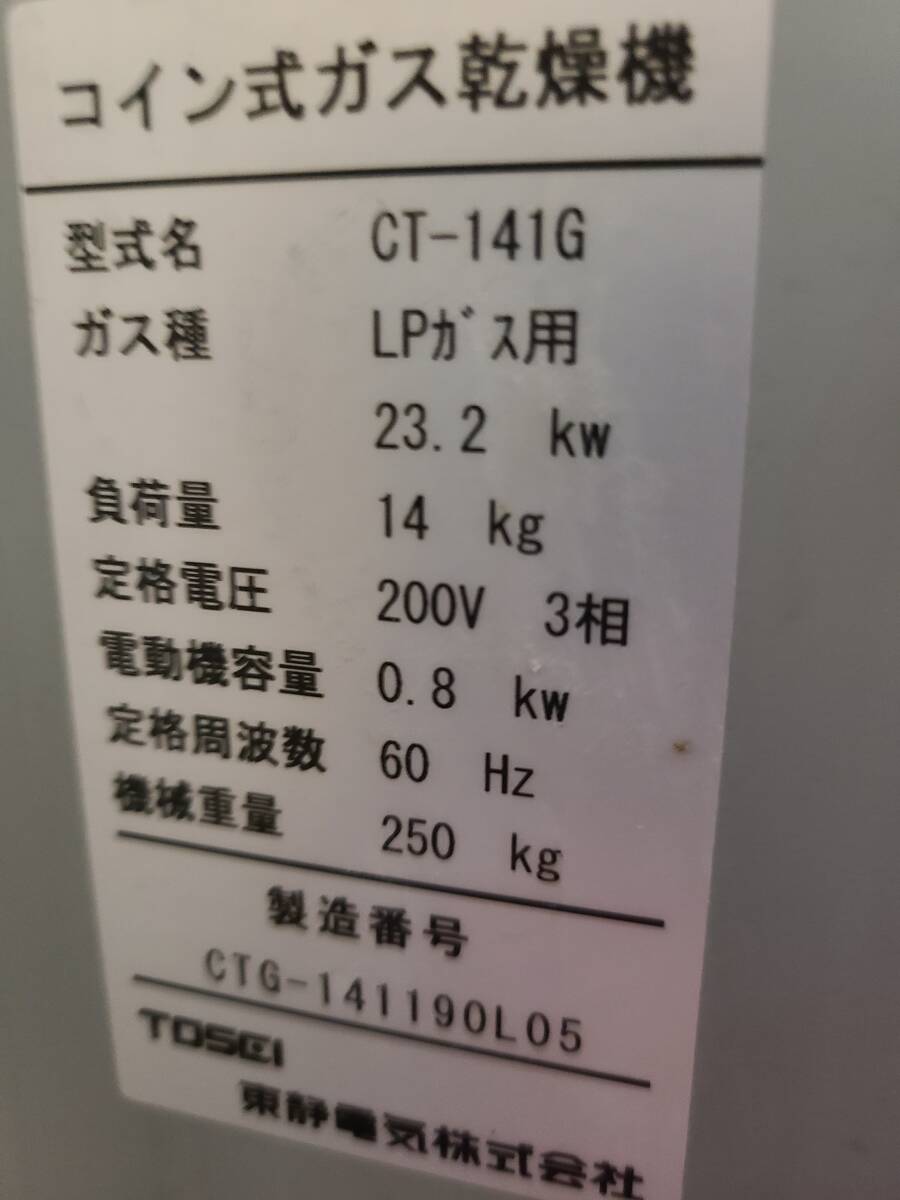 コイン式ガス乾燥機
型式名 CT-141G
ガス種 LPｶﾞｽ用
23.2 kw
負荷量 14 kg
定格電圧 200V 3相
電動機容量 0.8 kw
定格周波数 60 Hz
機械重量 250 kg
製造番号
CTG-141190L05
TOSEI
東静電気株式会社